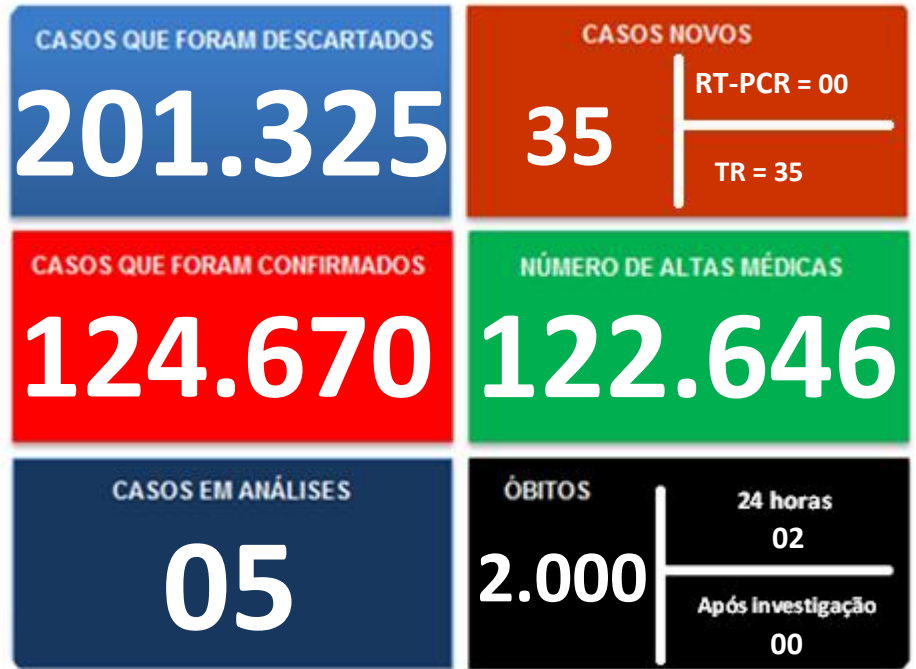 CASOS QUE FORAM DESCARTADOS
201.325
CASOS NOVOS
35
RT-PCR = 00
TR = 35
CASOS QUE FORAM CONFIRMADOS
124.670
NÚMERO DE ALTAS MÉDICAS
122.646
CASOS EM ANÁLISES
05
ÓBITOS
2.000
24 horas
02
Após investigação
00